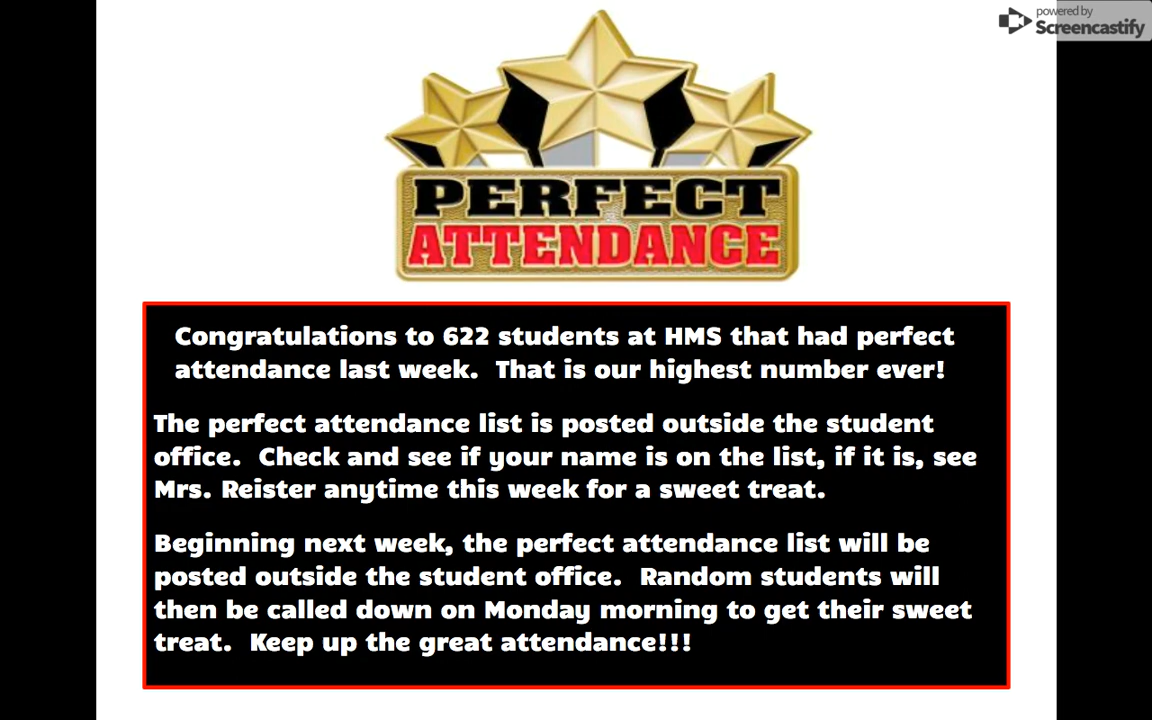 powered by
Screencastify
PERFECT
ATTENDANCE
Congratulations to 622 students at HMS that had perfect
attendance last week.  That is our highest number ever!
The perfect attendance list is posted outside the student
office.  Check and see if your name is on the list, if it is, see
Mrs. Reister anytime this week for a sweet treat.
Beginning next week, the perfect attendance list will be
posted outside the student office.  Random students will
then be called down on Monday morning to get their sweet
treat.  Keep up the great attendance!!!